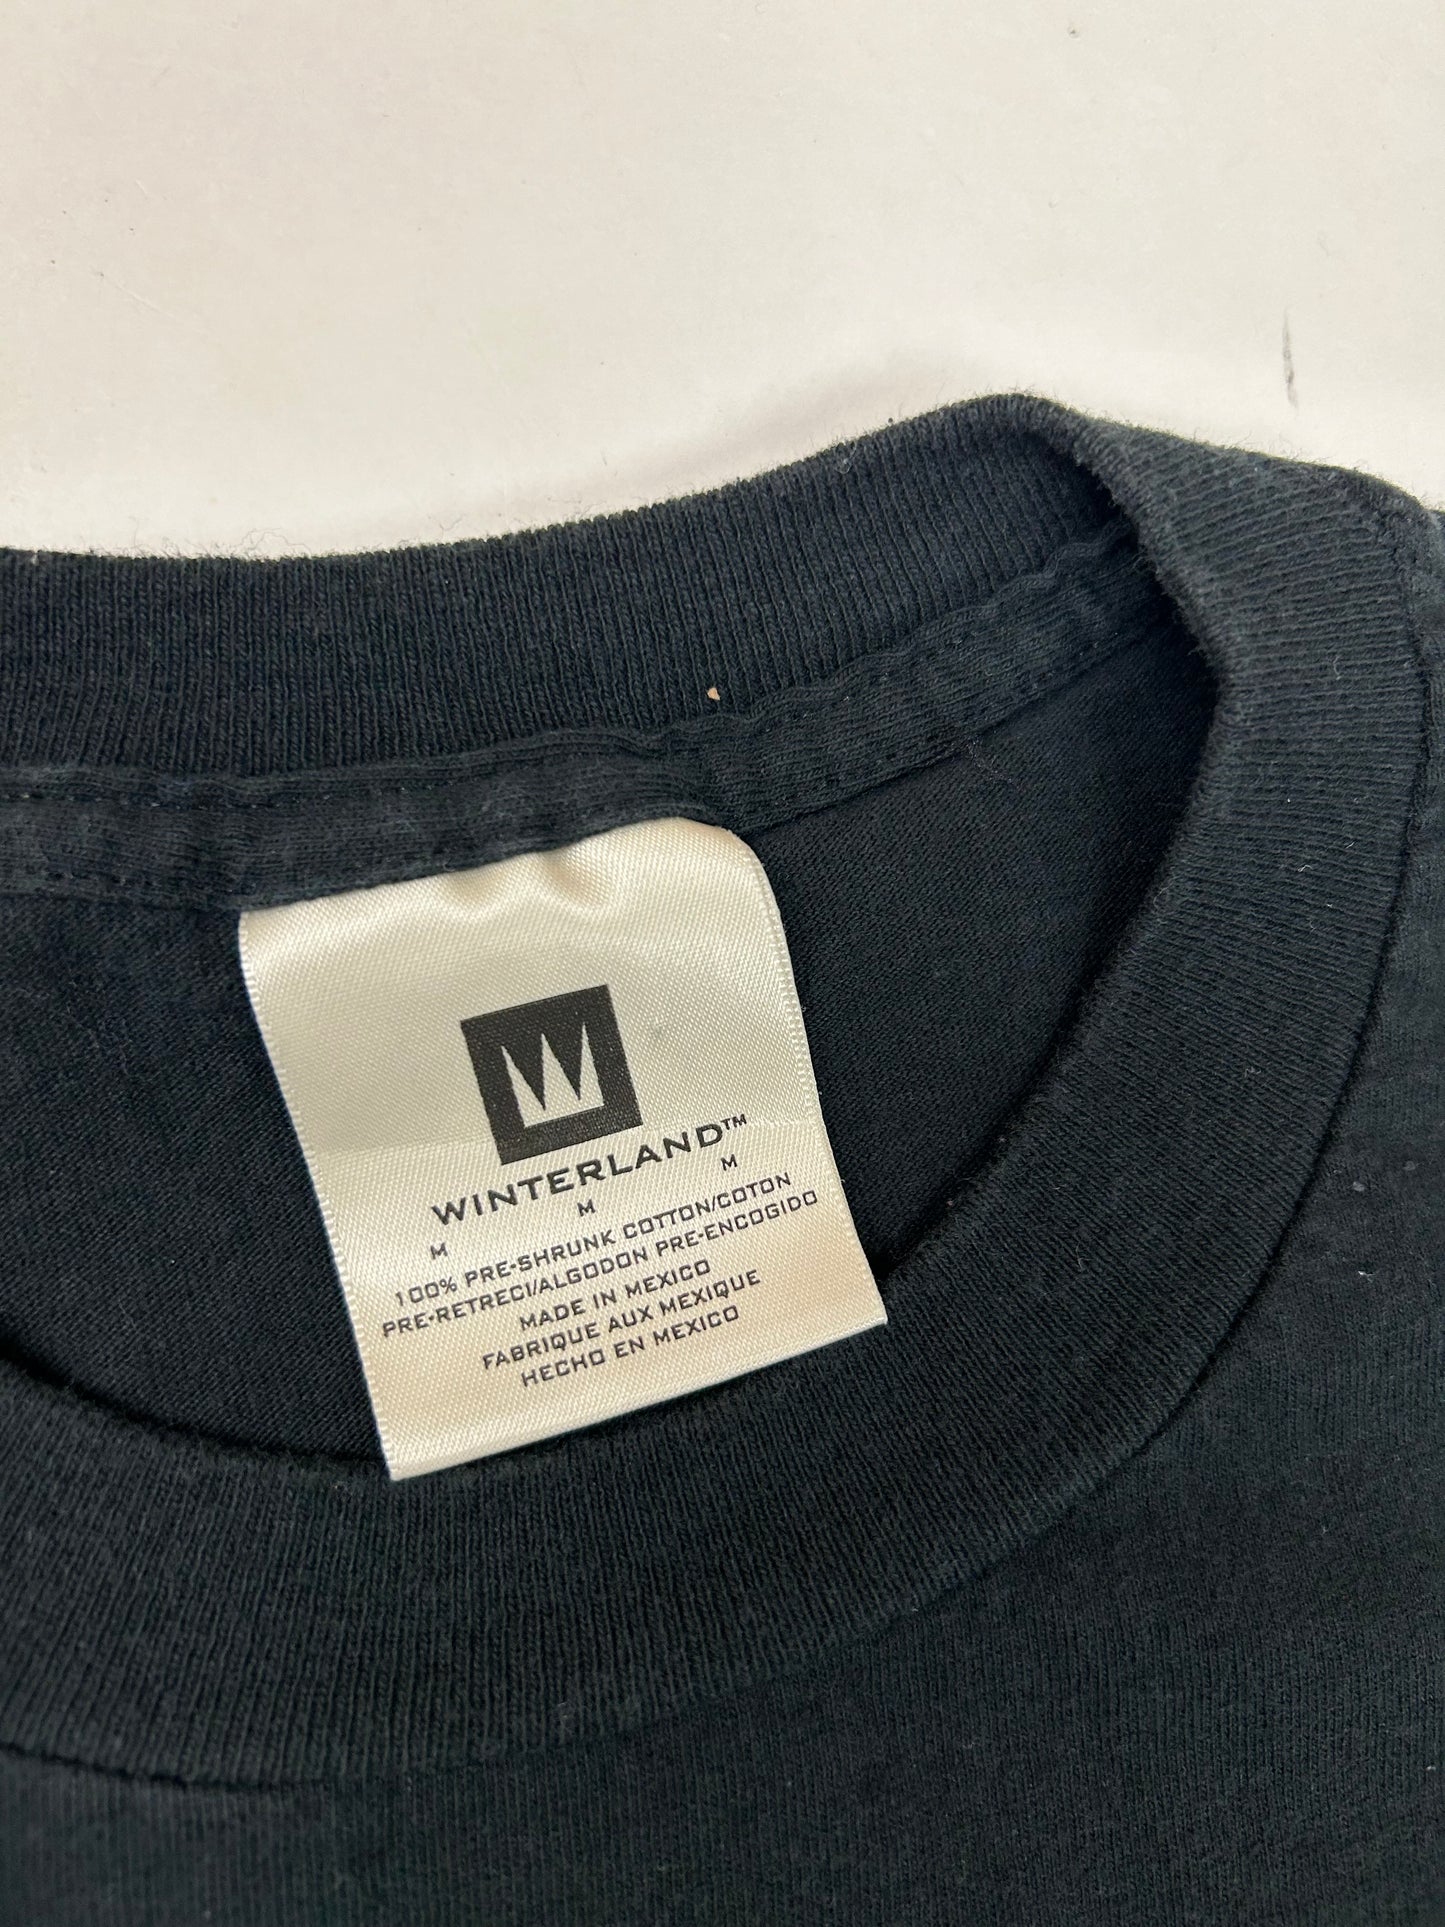 W
WINTERLAND™
M M M
100% PRE-SHRUNK COTTON/COTON
PRE-RETRECI/ALGODON PRE-ENCOGIDO
MADE IN MEXICO
FABRIQUE AUX MEXIQUE
HECHO EN MEXICO